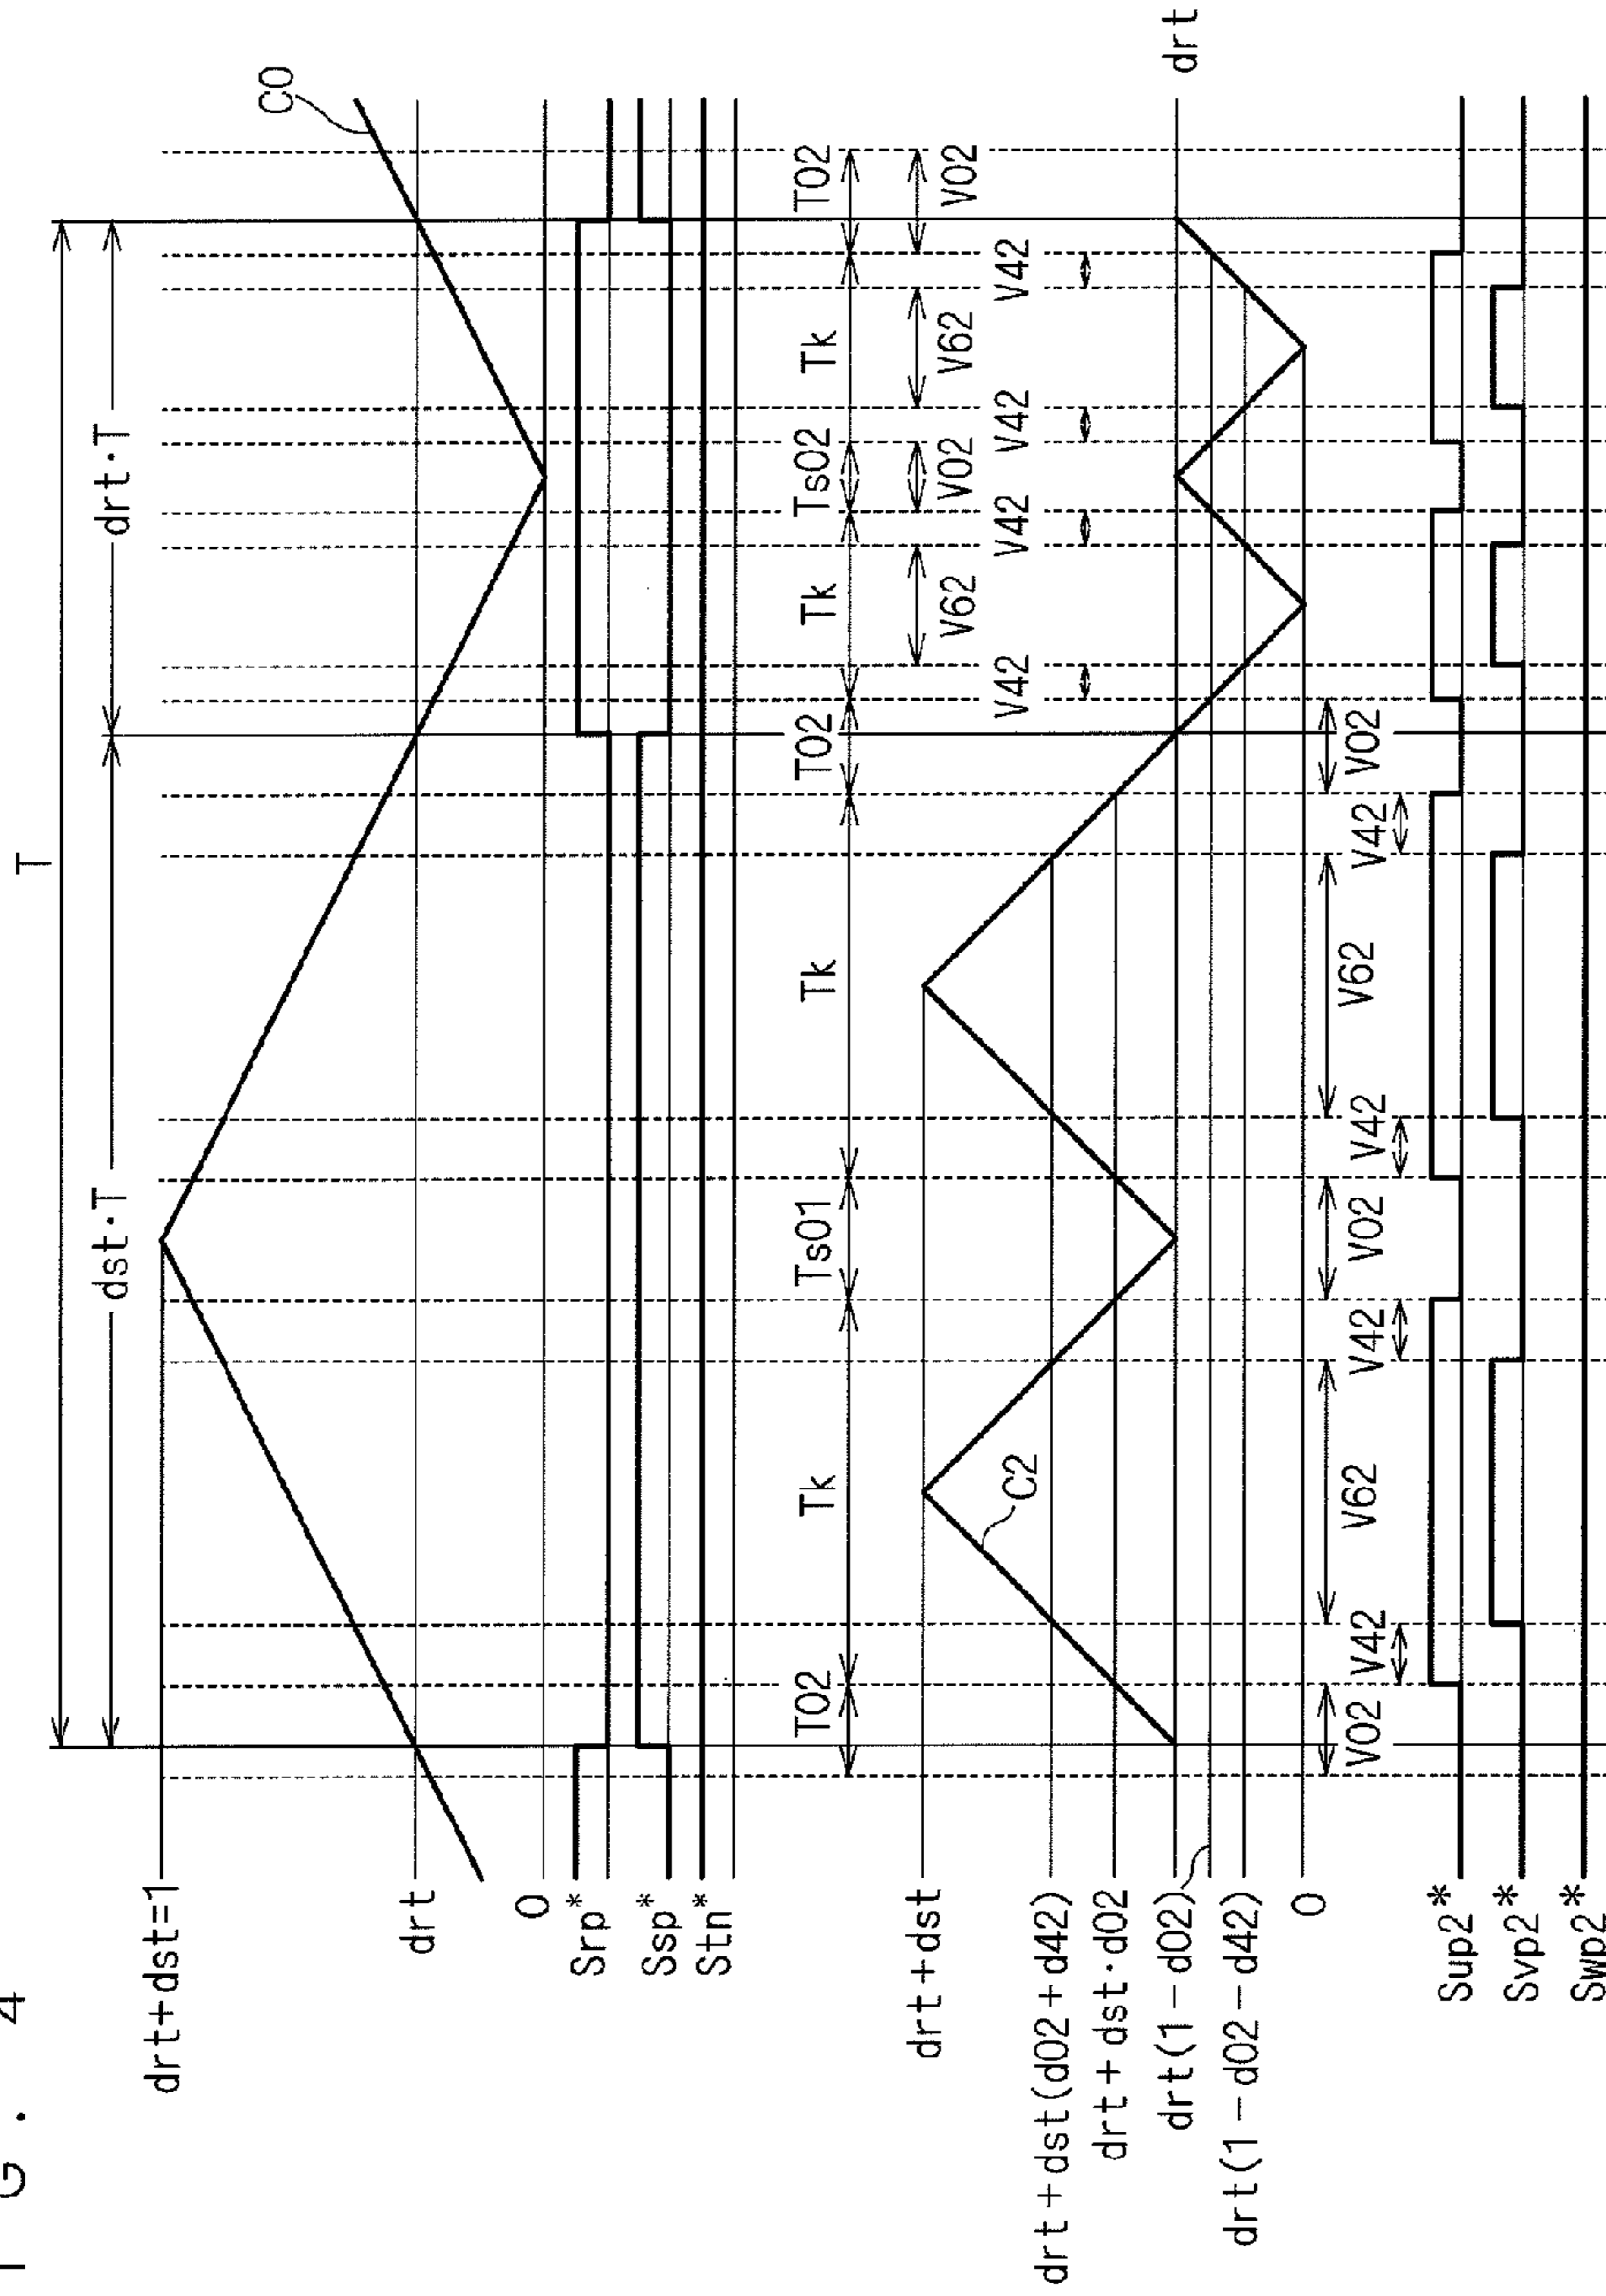 FIG. 4
T
dst·T
drt·T
C0
drt+dst=1
drt
0
Srp*
Ssp*
Stn*
T02
Tk
Ts01
Tk
T02
Tk
Ts02
Tk
T02
V62
V02
V62
V02
V42
V42
V42
V42
drt+dst
C2
drt+dst(d02+d42)
drt+dst·d02
drt(1-d02)
drt(1-d02-d42)
0
drt
V02
V62
V02
V62
V02
V42
V42
V42
V42
Sup2*
Svp2*
Swp2*